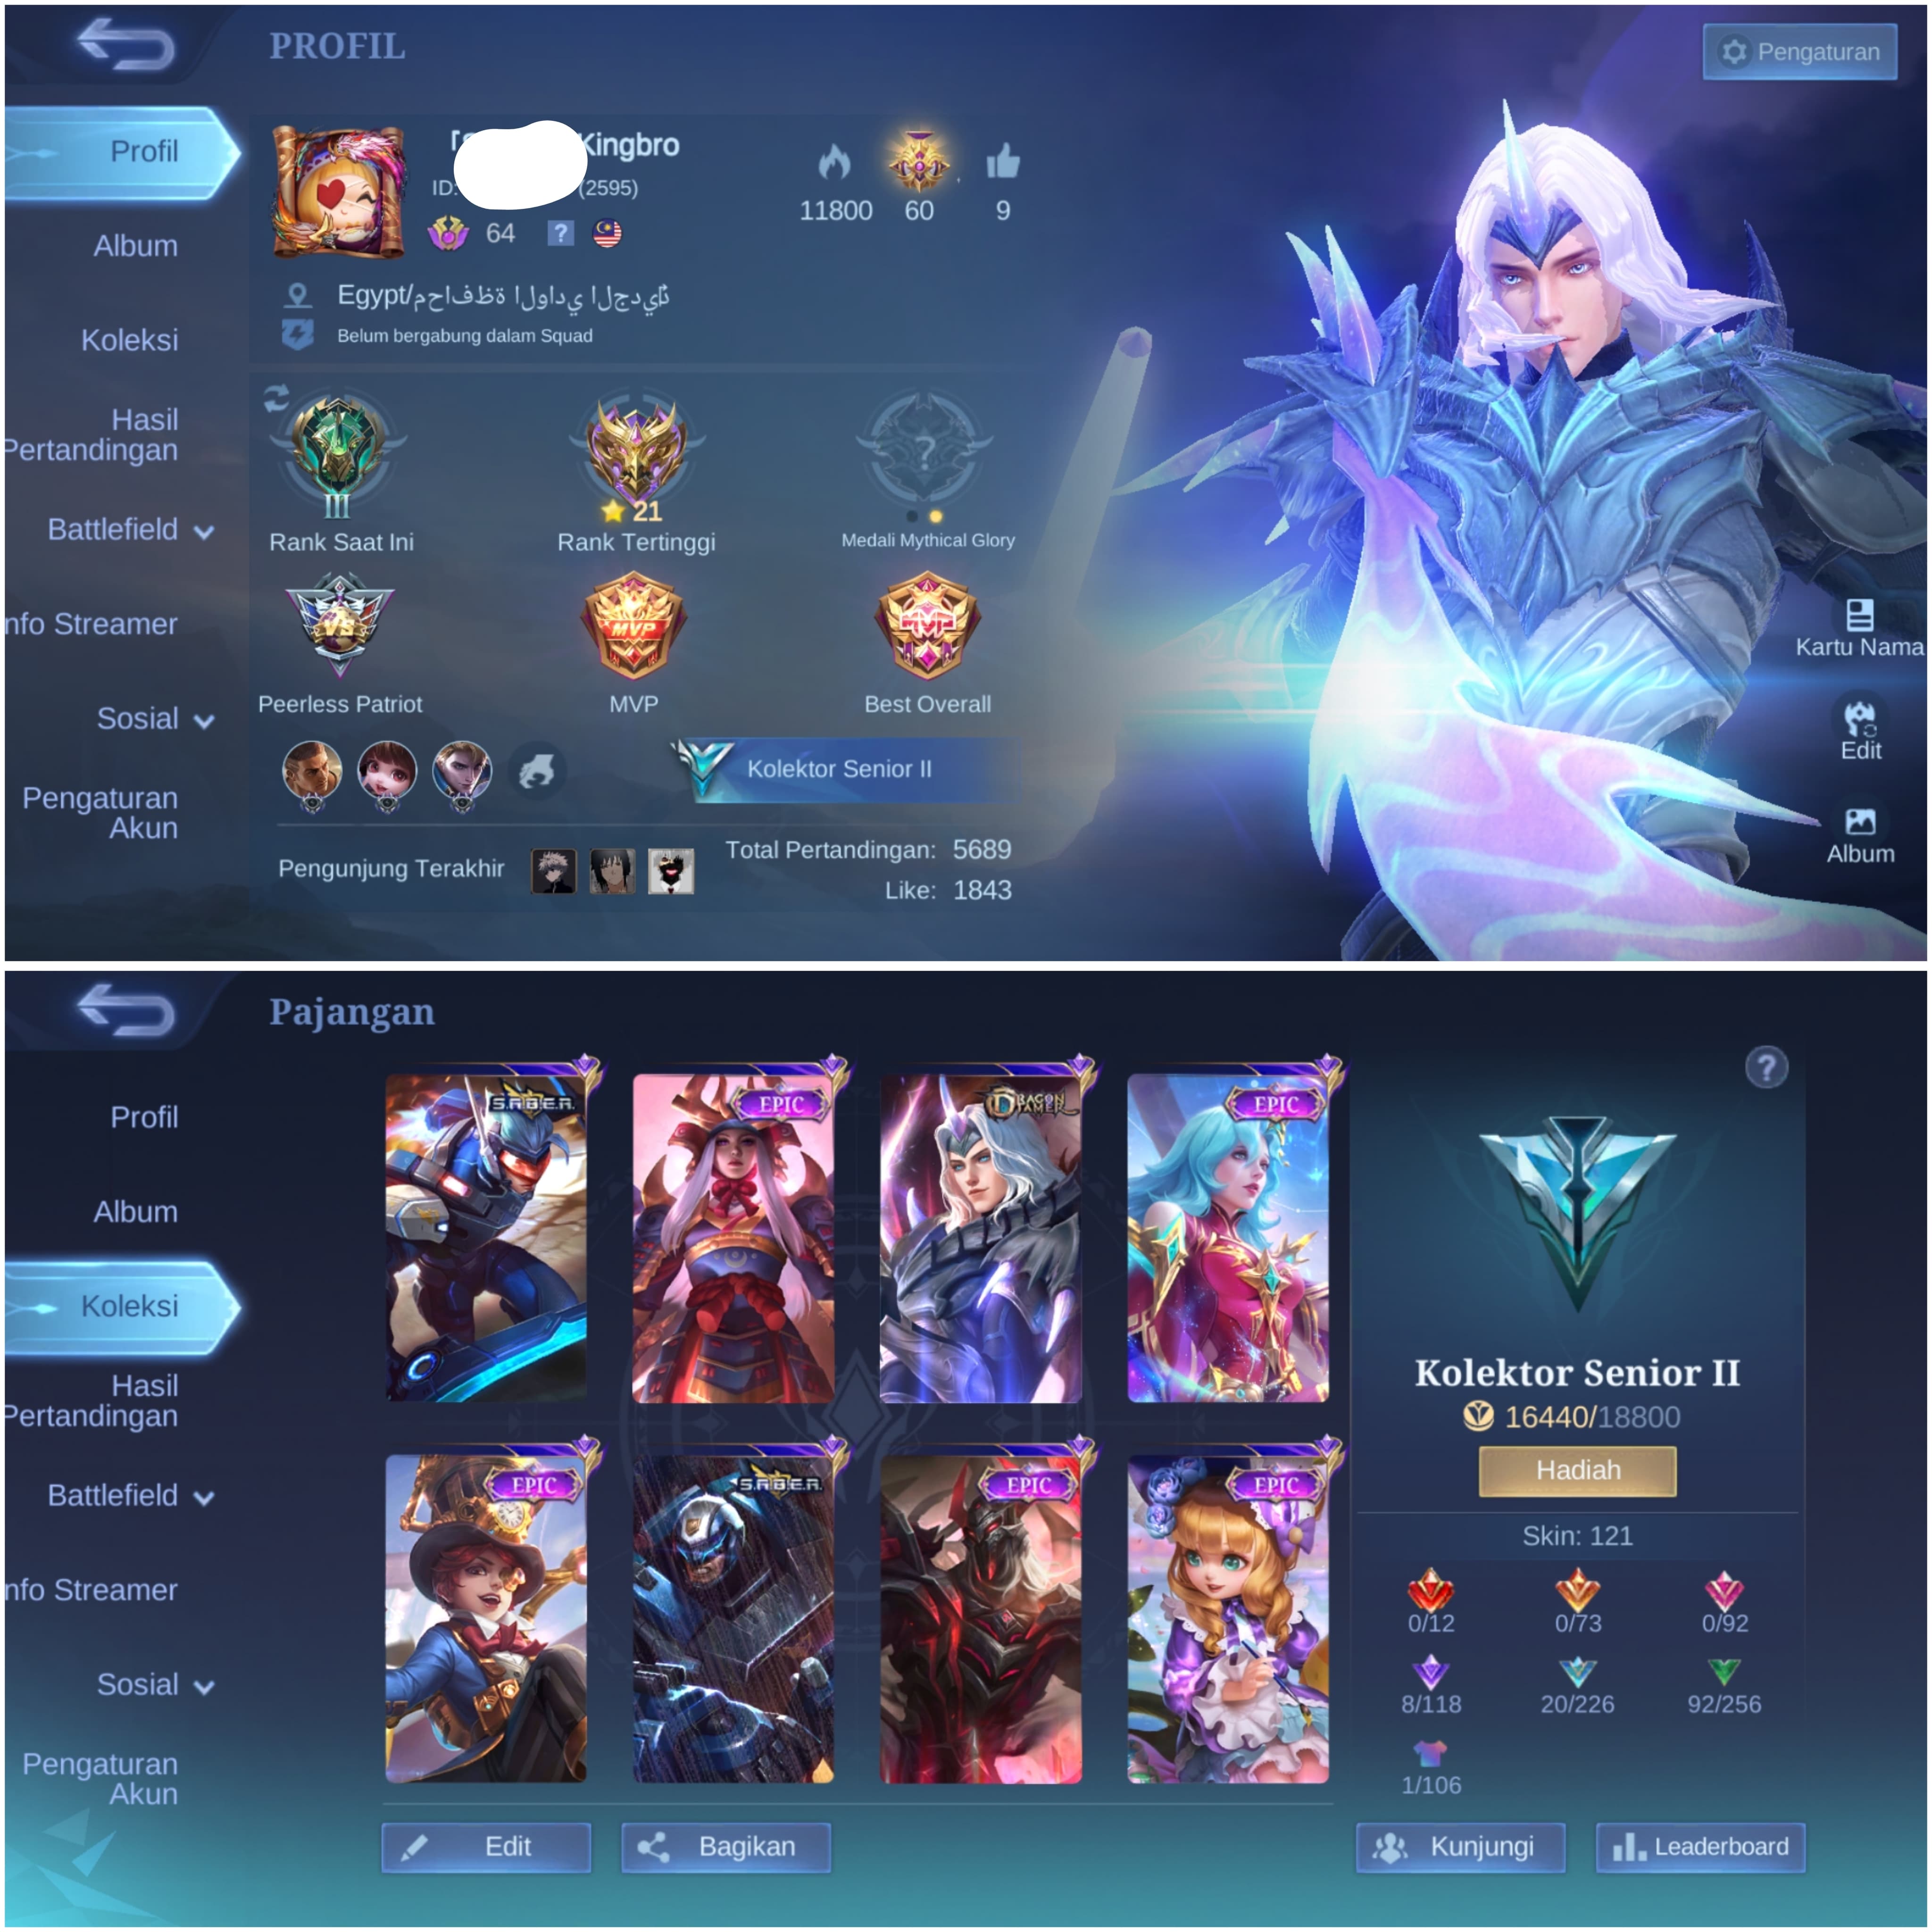 PROFIL
Pengaturan
Profil
Album
Koleksi
Hasil
Pertandingan
Battlefield
nfo Streamer
Sosial
Pengaturan
Akun
Kingbro
ID: (2595)
64
?
11800
60
9
Egypt/محافظة الوادي الجديد
Belum bergabung dalam Squad
III
Rank Saat Ini
21
Rank Tertinggi
?
Medali Mythical Glory
VS
Peerless Patriot
MVP
MVP
MVP
Best Overall
Kolektor Senior II
Pengunjung Terakhir
Total Pertandingan: 5689
Like: 1843
Kartu Nama
Edit
Album
Pajangan
Profil
Album
Koleksi
Hasil
Pertandingan
Battlefield
nfo Streamer
Sosial
Pengaturan
Akun
S.A.B.E.R.
EPIC
DRAGON TAMER
EPIC
EPIC
S.A.B.E.R.
EPIC
EPIC
?
Kolektor Senior II
16440/18800
Hadiah
Skin: 121
0/12
0/73
0/92
8/118
20/226
92/256
1/106
Edit
Bagikan
Kunjungi
Leaderboard